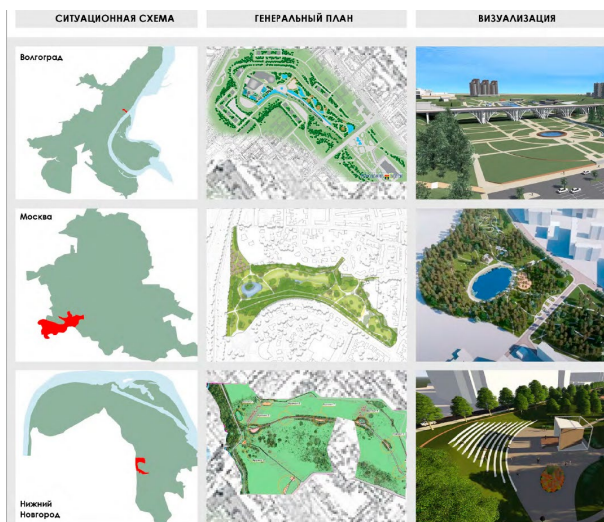 СИТУАЦИОННАЯ СХЕМА
ГЕНЕРАЛЬНЫЙ ПЛАН
ВИЗУАЛИЗАЦИЯ
Волгоград
Москва
Нижний
Новгород